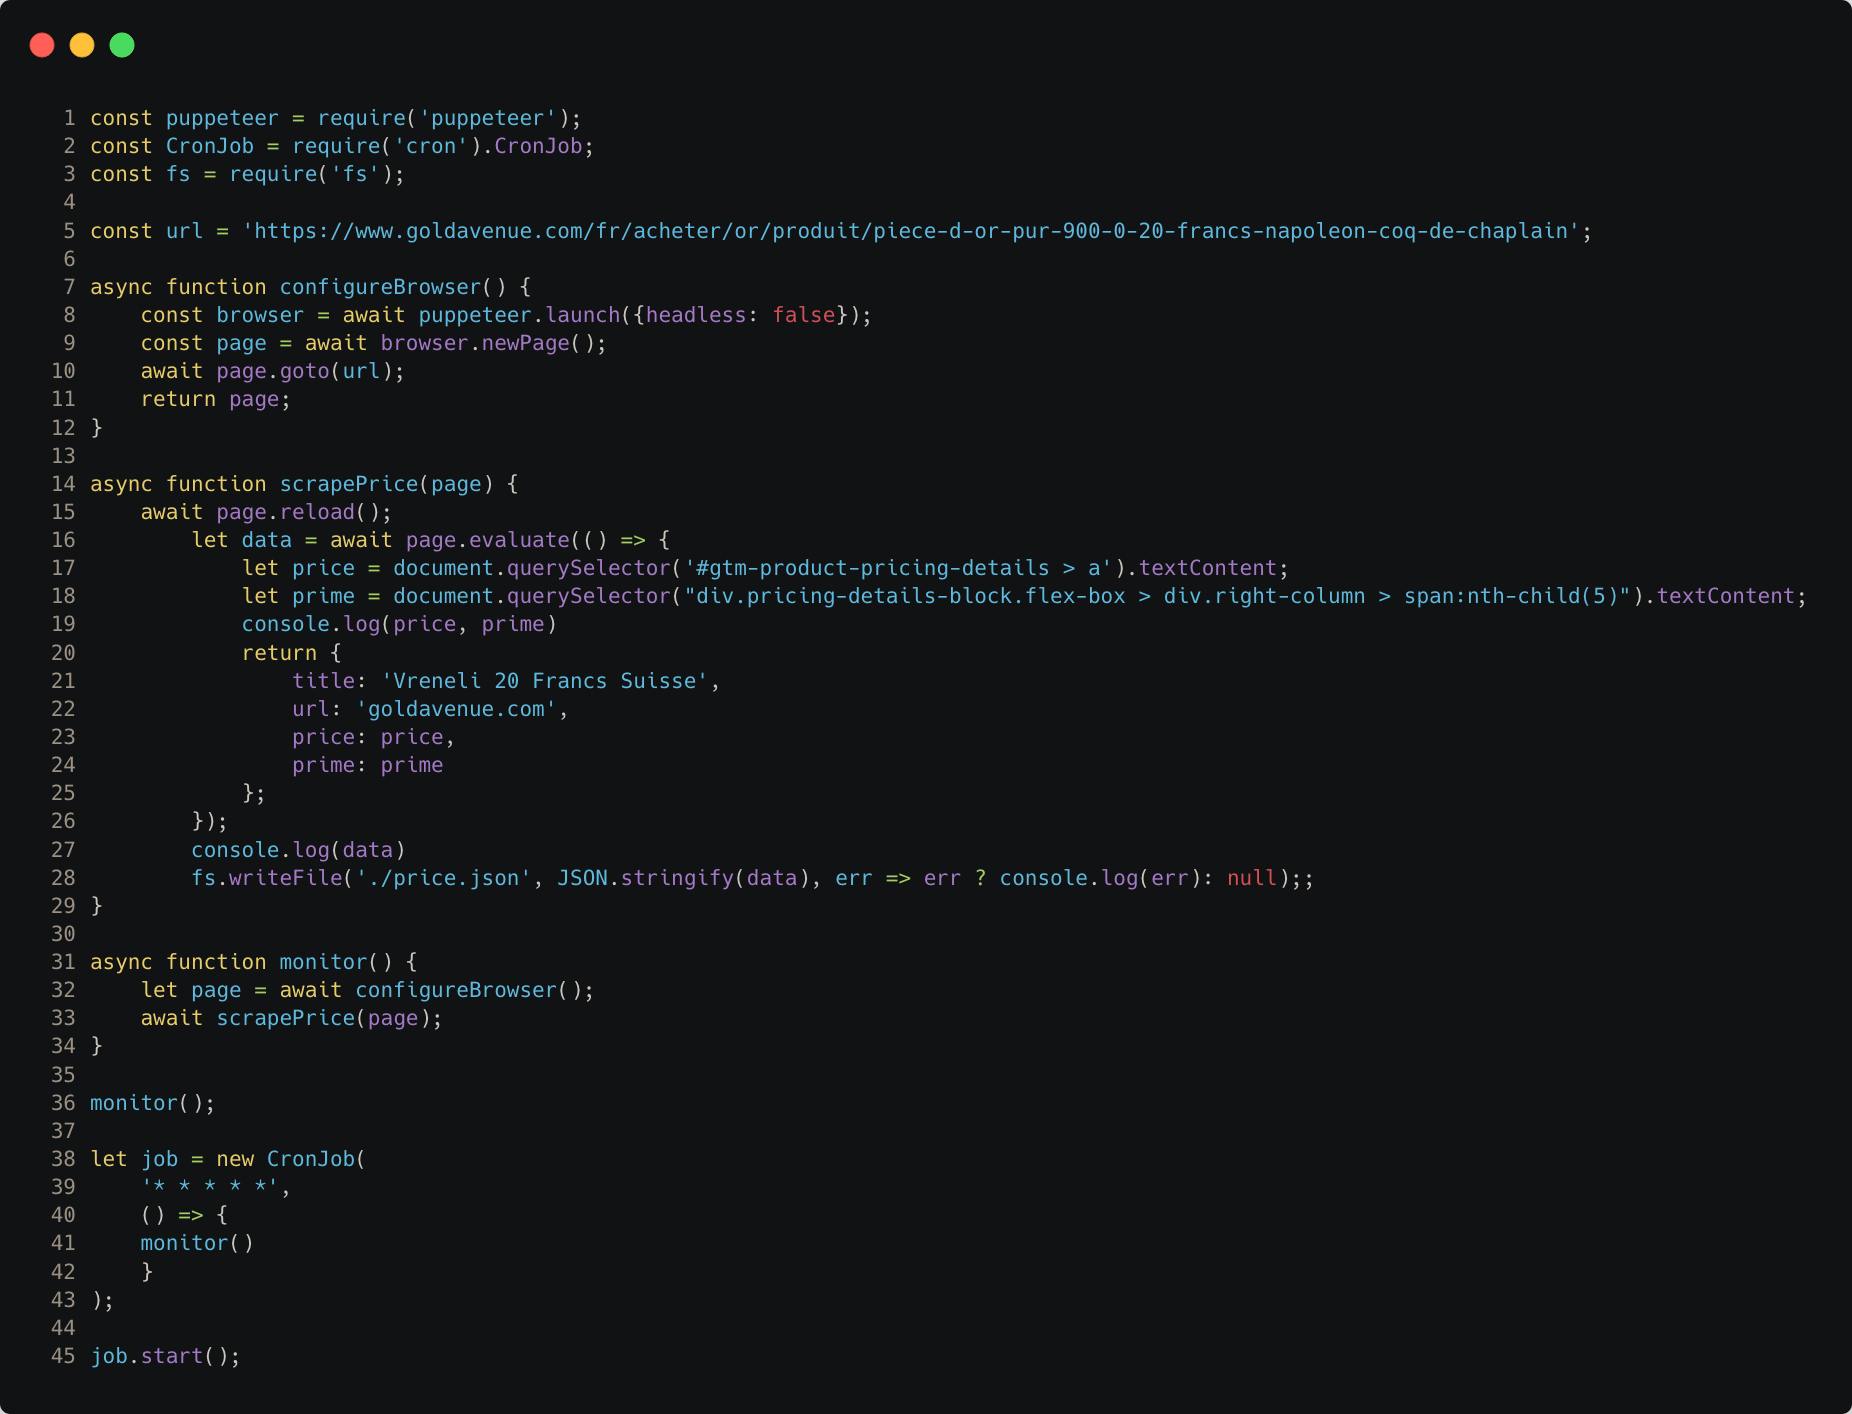 1 const puppeteer = require('puppeteer');
2 const CronJob = require('cron').CronJob;
3 const fs = require('fs');
4
5 const url = 'https://www.goldavenue.com/fr/acheter/or/produit/piece-d-or-pur-900-0-20-francs-napoleon-coq-de-chaplain';
6
7 async function configureBrowser() {
8     const browser = await puppeteer.launch({headless: false});
9     const page = await browser.newPage();
10     await page.goto(url);
11     return page;
12 }
13
14 async function scrapePrice(page) {
15     await page.reload();
16         let data = await page.evaluate(() => {
17             let price = document.querySelector('#gtm-product-pricing-details > a').textContent;
18             let prime = document.querySelector("div.pricing-details-block.flex-box > div.right-column > span:nth-child(5)").textContent;
19             console.log(price, prime)
20             return {
21                 title: 'Vreneli 20 Francs Suisse',
22                 url: 'goldavenue.com',
23                 price: price,
24                 prime: prime
25             };
26         });
27         console.log(data)
28         fs.writeFile('./price.json', JSON.stringify(data), err => err ? console.log(err): null);;
29 }
30
31 async function monitor() {
32     let page = await configureBrowser();
33     await scrapePrice(page);
34 }
35
36 monitor();
37
38 let job = new CronJob(
39     '* * * * *',
40     () => {
41     monitor()
42     }
43 );
44
45 job.start();